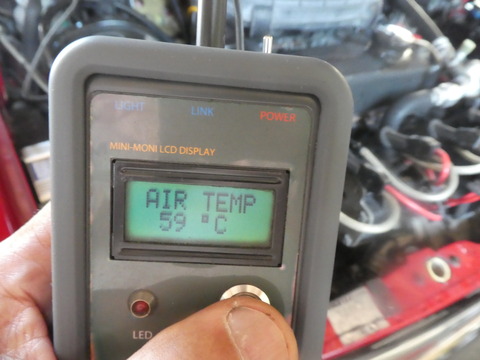 LIGHT LINK POWER
MINI-MONI LCD DISPLAY
AIR TEMP
59 °C
LED